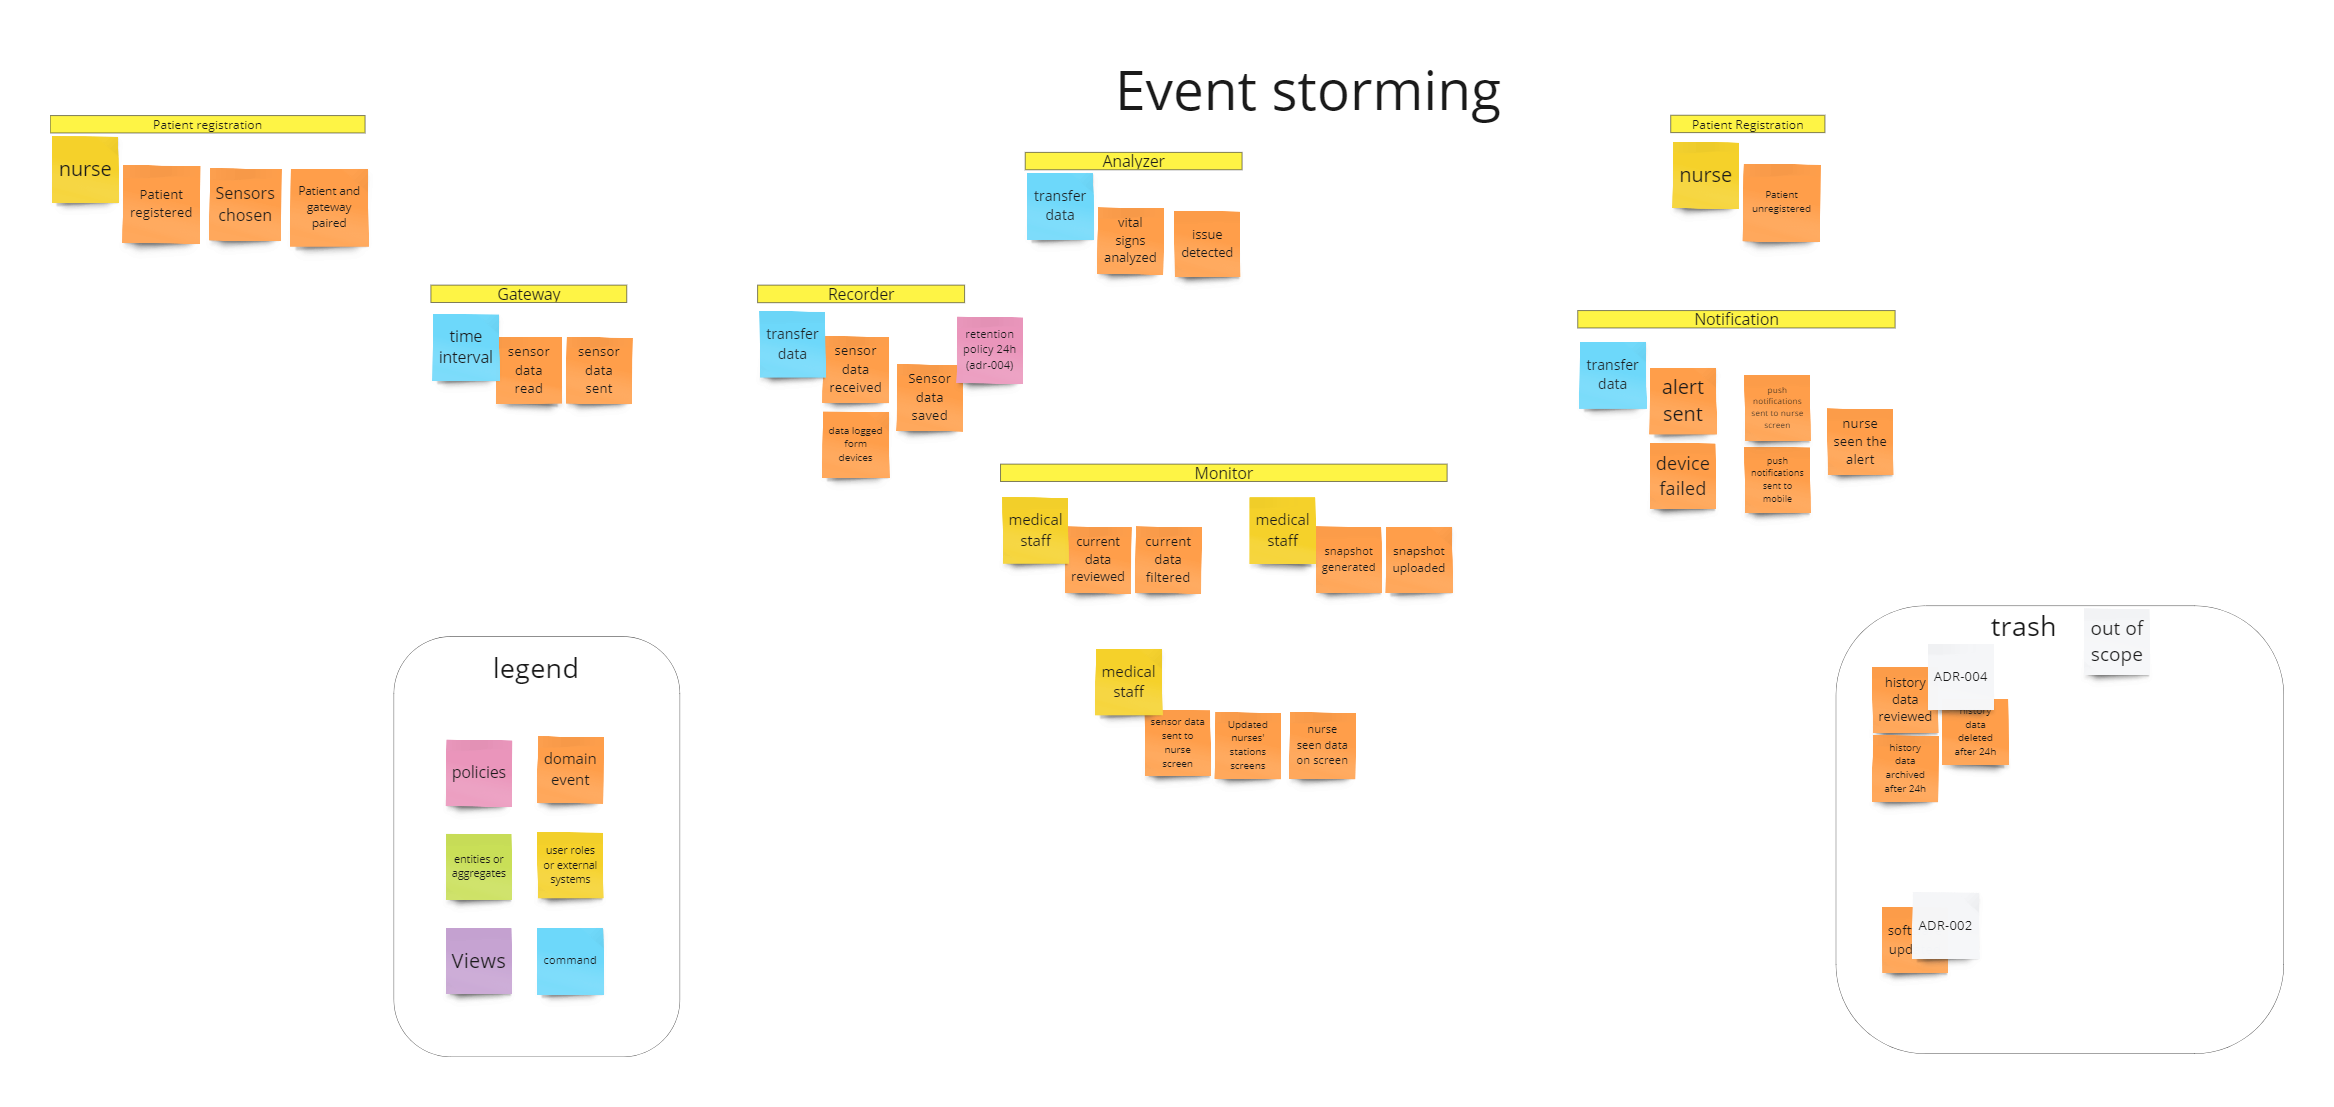 Event storming
Patient registration
nurse
Patient
registered
Sensors
chosen
Patient and
gateway
paired
Gateway
time
interval
sensor
data
read
sensor
data
sent
Recorder
transfer
data
sensor
data
received
data logged
form
devices
Sensor
data
saved
retention
policy 24h
(adr-004)
Analyzer
transfer
data
vital
signs
analyzed
issue
detected
Monitor
medical
staff
current
data
reviewed
current
data
filtered
medical
staff
snapshot
generated
snapshot
uploaded
medical
staff
sensor data
sent to
nurse
screen
Updated
nurses'
stations
screens
nurse
seen data
on screen
Patient Registration
nurse
Patient
unregistered
Notification
transfer
data
alert
sent
device
failed
push
notifications
sent to nurse
screen
push
notifications
sent to
mobile
nurse
seen the
alert
legend
policies
domain
event
entities or
aggregates
user roles
or external
systems
Views
command
trash
out of
scope
history
data
reviewed
ADR-004
history
data
deleted
after 24h
history
data
archived
after 24h
soft
upd
ADR-002